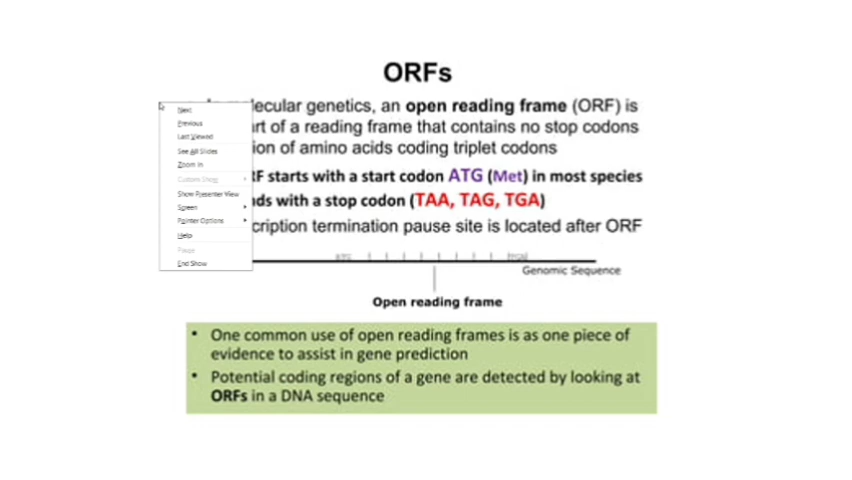 ORFs
ecular genetics, an open reading frame (ORF) is
rt of a reading frame that contains no stop codons
ion of amino acids coding triplet codons
F starts with a start codon ATG (Met) in most species
ds with a stop codon (TAA, TAG, TGA)
cription termination pause site is located after ORF
Next
Previous
Last Viewed
See All Slides
Zoom In
Custom Show
Show Presenter View
Screen
Pointer Options
Help
Pause
End Show
ATG
Genomic Sequence
Open reading frame
• One common use of open reading frames is as one piece of
evidence to assist in gene prediction
• Potential coding regions of a gene are detected by looking at
ORFs in a DNA sequence